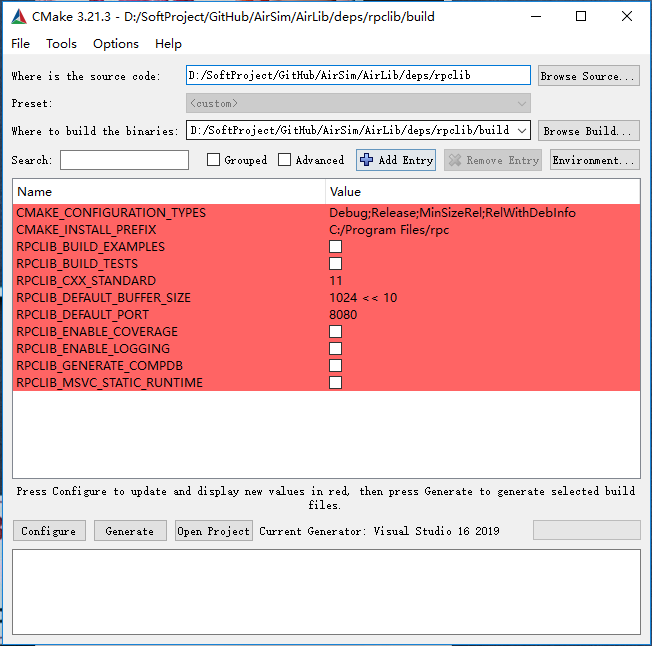 CMake 3.21.3 - D:/SoftProject/GitHub/AirSim/AirLib/deps/rpclib/build
File Tools Options Help
Where is the source code: D:/SoftProject/GitHub/AirSim/AirLib/deps/rpclib Browse Source...
Preset: <custom>
Where to build the binaries: D:/SoftProject/GitHub/AirSim/AirLib/deps/rpclib/build Browse Build...
Search: Grouped Advanced Add Entry Remove Entry Environment...
Name Value
CMAKE_CONFIGURATION_TYPES Debug;Release;MinSizeRel;RelWithDebInfo
CMAKE_INSTALL_PREFIX C:/Program Files/rpc
RPCLIB_BUILD_EXAMPLES
RPCLIB_BUILD_TESTS
RPCLIB_CXX_STANDARD 11
RPCLIB_DEFAULT_BUFFER_SIZE 1024 << 10
RPCLIB_DEFAULT_PORT 8080
RPCLIB_ENABLE_COVERAGE
RPCLIB_ENABLE_LOGGING
RPCLIB_GENERATE_COMPDB
RPCLIB_MSVC_STATIC_RUNTIME
Press Configure to update and display new values in red, then press Generate to generate selected build
files.
Configure Generate Open Project Current Generator: Visual Studio 16 2019